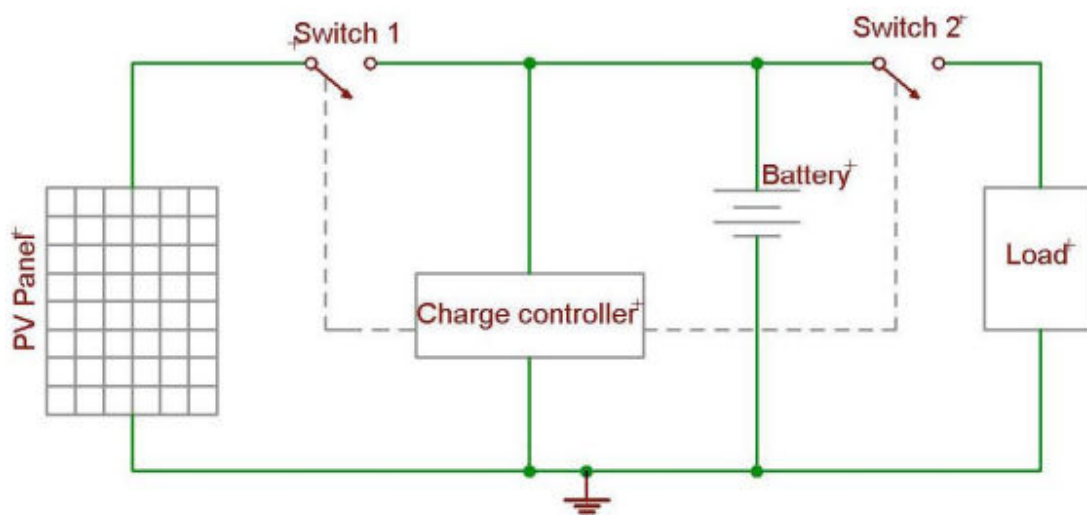 Switch 1
Switch 2
Battery
PV Panel
Load
Charge controller